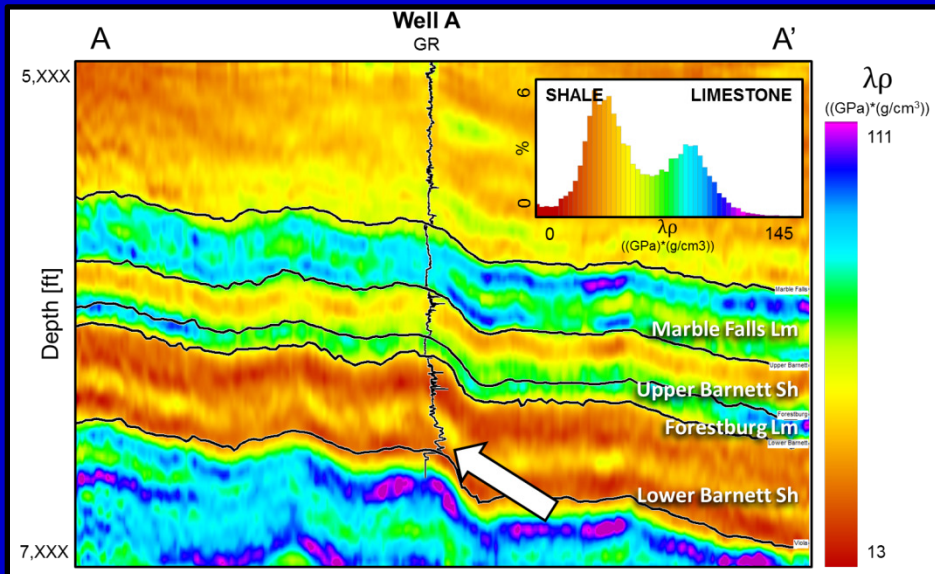 Well A
A
GR
A’
5,XXX
7,XXX
Depth [ft]
SHALE
LIMESTONE
6
%
0
0
λρ
145
((GPa)*(g/cm³))
λρ
((GPa)*(g/cm³))
111
13
Marble Falls
Marble Falls Lm
Upper Barnett
Upper Barnett Sh
Forestburg
Forestburg Lm
Lower Barnett
Lower Barnett Sh
Viola